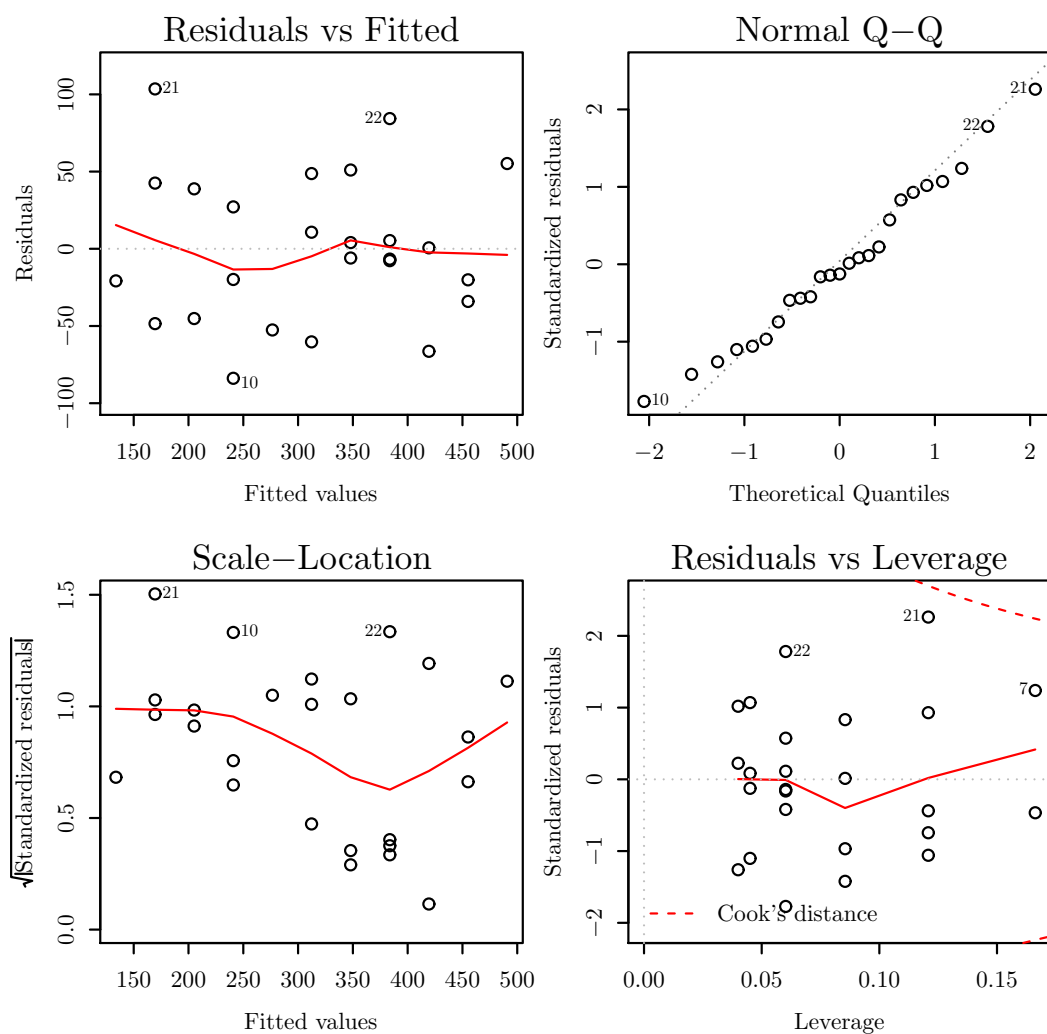 Residuals vs Fitted
Residuals
−100 −50 0 50 100
21
22
10
150 200 250 300 350 400 450 500
Fitted values
Normal Q−Q
Standardized residuals
−1 0 1 2
21
22
10
−2 −1 0 1 2
Theoretical Quantiles
Scale−Location
√|Standardized residuals|
0.0 0.5 1.0 1.5
21
10
22
150 200 250 300 350 400 450 500
Fitted values
Residuals vs Leverage
Standardized residuals
−2 −1 0 1 2
21
22
7
Cook's distance
0.00 0.05 0.10 0.15
Leverage